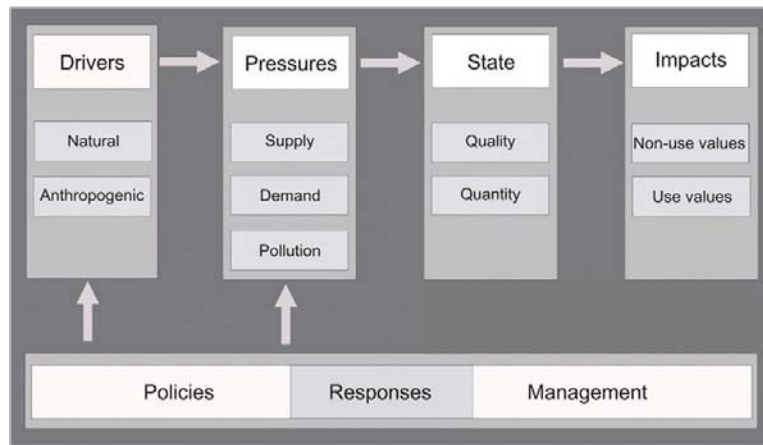 Drivers
Natural
Anthropogenic
Pressures
Supply
Demand
Pollution
State
Quality
Quantity
Impacts
Non-use values
Use values
Policies
Responses
Management